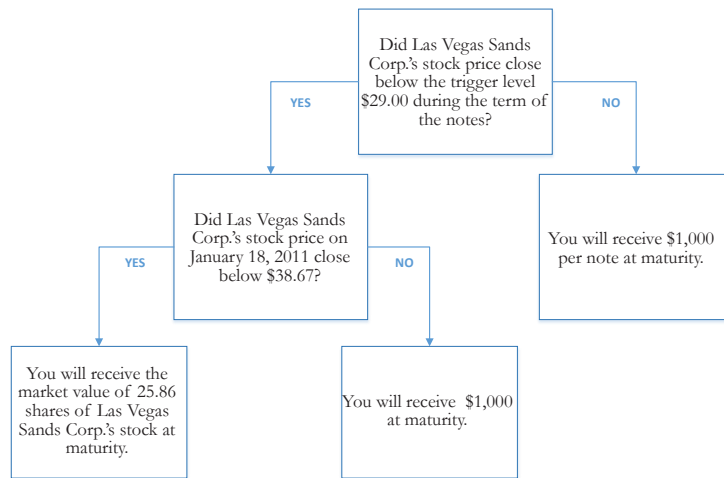 Did Las Vegas Sands
Corp.'s stock price close
below the trigger level
$29.00 during the term of
the notes?
YES
NO
Did Las Vegas Sands
Corp.'s stock price on
January 18, 2011 close
below $38.67?
You will receive $1,000
per note at maturity.
YES
NO
You will receive the
market value of 25.86
shares of Las Vegas
Sands Corp.'s stock at
maturity.
You will receive $1,000
at maturity.